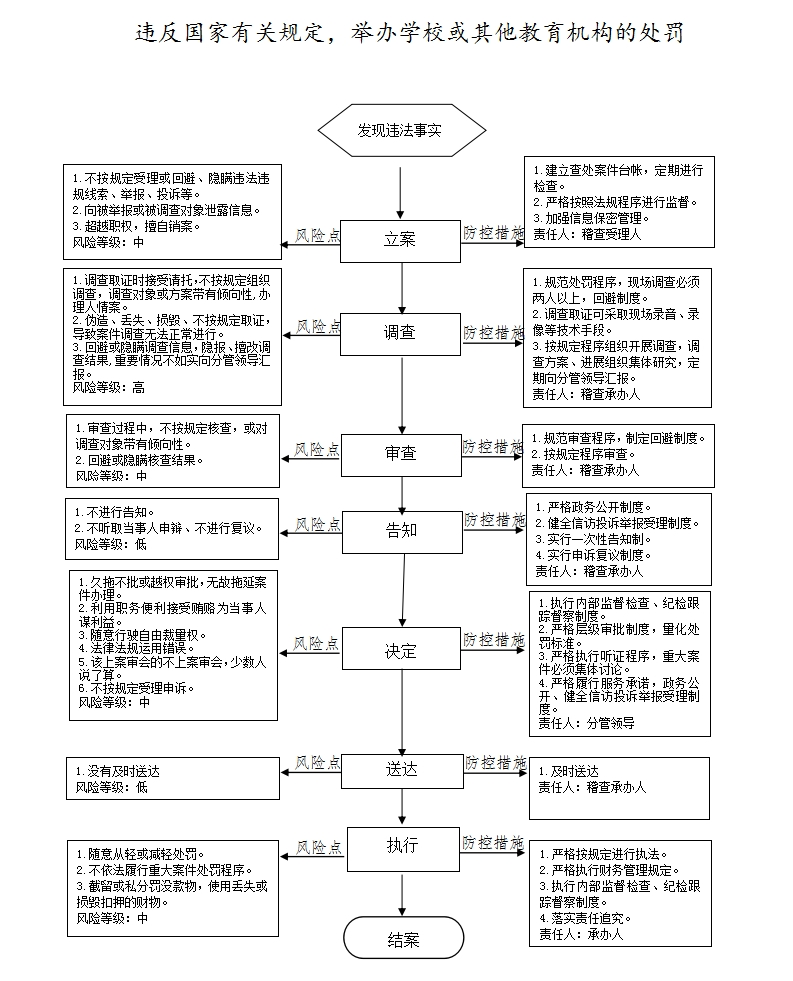 违反国家有关规定，举办学校或其他教育机构的处罚
发现违法事实
1.不按规定受理或回避、隐瞒违法违
规线索、举报、投诉等。
2.向被举报或被调查对象泄露信息。
3.超越职权，擅自销案。
风险等级：中
风险点
立案
防控措施
1.建立查处案件台帐，定期进行
检查。
2.严格按照法规程序进行监督。
3.加强信息保密管理。
责任人：稽查受理人
1.调查取证时接受请托,不按规定组织
调查，调查对象或方案带有倾向性,办
理人情案。
2.伪造、丢失、损毁、不按规定取证，
导致案件调查无法正常进行。
3.回避或隐瞒调查信息，隐报、擅改调
查结果,重要情况不如实向分管领导汇
报。
风险等级：高
风险点
调查
防控措施
1.规范处罚程序，现场调查必须
两人以上，回避制度。
2.调查取证可采取现场录音、录
像等技术手段。
3.按规定程序组织开展调查，调
查方案、进展组织集体研究，定
期向分管领导汇报。
责任人：稽查承办人
1.审查过程中，不按规定核查，或对
调查对象带有倾向性。
2.回避或隐瞒核查结果。
风险等级：中
风险点
审查
防控措施
1.规范审查程序，制定回避制度。
2.按规定程序审查。
责任人：稽查承办人
1.不进行告知。
2.不听取当事人申辩、不进行复议。
风险等级：低
风险点
告知
防控措施
1.严格政务公开制度。
2.健全信访投诉举报受理制度。
3.实行一次性告知制。
4.实行申诉复议制度。
责任人：稽查承办人
1.欠拖不批或越权审批，无故拖延案
件办理。
2.利用职务便利接受贿赂为当事人
谋利益。
3.随意行驶自由裁量权。
4.法律法规运用错误。
5.该上案审会的不上案审会，少数人
说了算。
6.不按规定受理申诉。
风险等级：中
风险点
决定
防控措施
1.执行内部监督检查、纪检跟
踪督察制度。
2.严格层级审批制度，量化处
罚标准。
3.严格执行听证程序，重大案
件必须集体讨论。
4.严格履行服务承诺，政务公
开、健全信访投诉举报受理制
度。
责任人：分管领导
1.没有及时送达
风险等级：低
风险点
送达
防控措施
1.及时送达
责任人：稽查承办人
1.随意从轻或减轻处罚。
2.不依法履行重大案件处罚程序。
3.截留或私分罚没款物，使用丢失或
损毁扣押的财物。
风险等级：中
风险点
执行
防控措施
1.严格按规定进行执法。
2.严格执行财务管理规定。
3.执行内部监督检查、纪检跟
踪督察制度。
4.落实责任追究。
责任人：承办人
结案